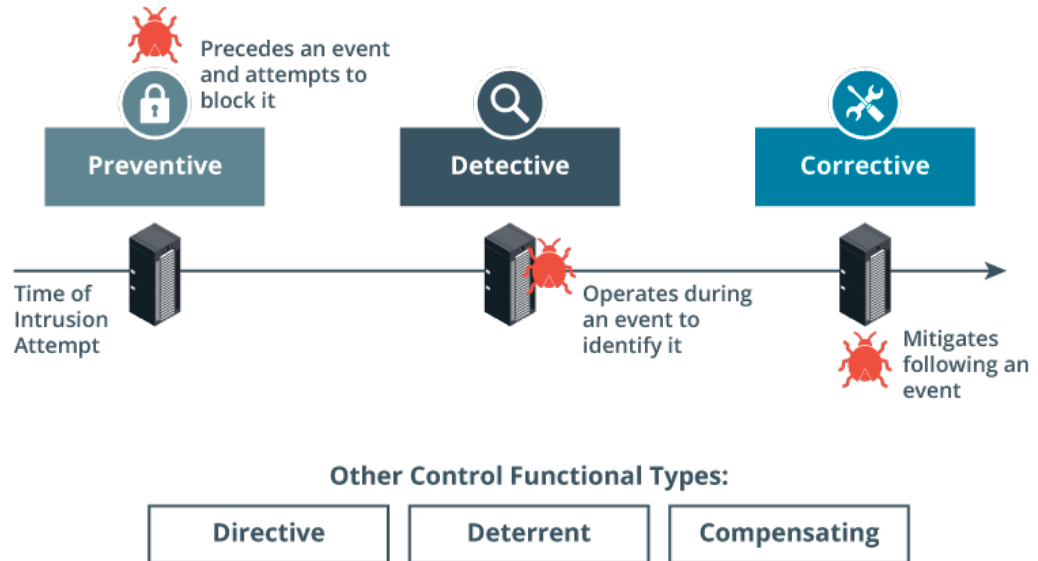 Precedes an event
and attempts to
block it
Preventive
Detective
Corrective
Time of
Intrusion
Attempt
Operates during
an event to
identify it
Mitigates
following an
event
Other Control Functional Types:
Directive
Deterrent
Compensating